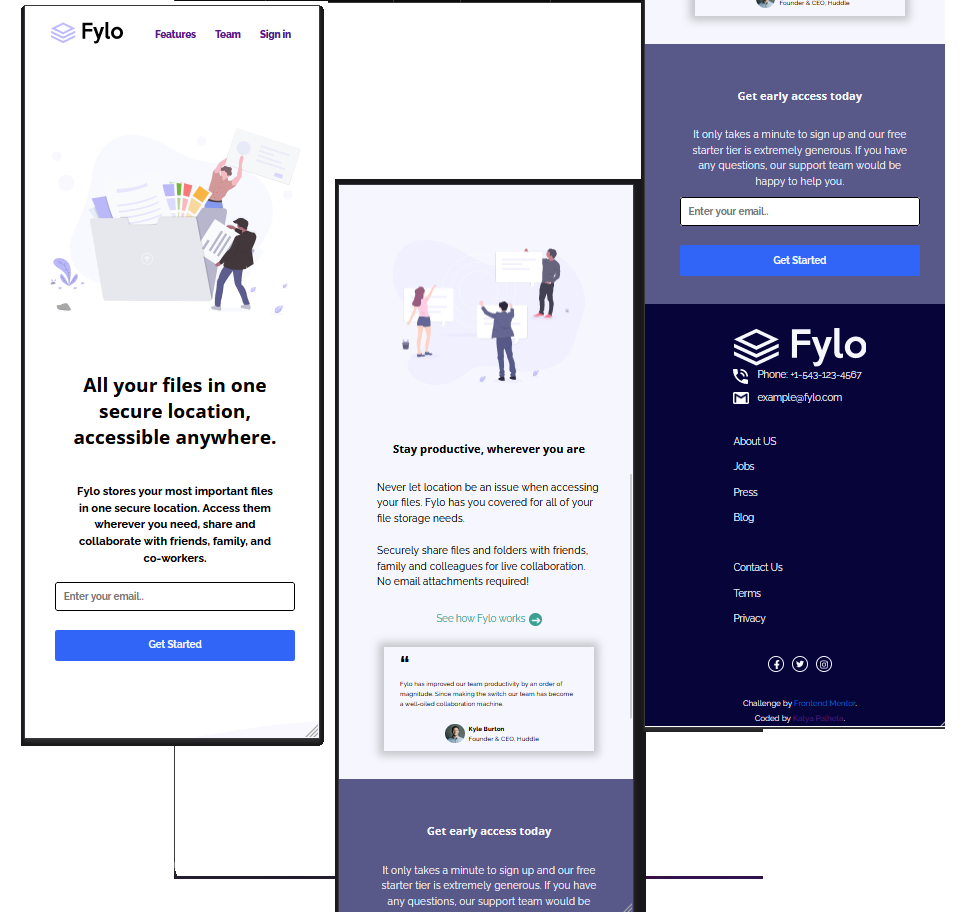 Fylo
Features Team Sign in
All your files in one
secure location,
accessible anywhere.
Fylo stores your most important files
in one secure location. Access them
wherever you need, share and
collaborate with friends, family, and
co-workers.
Enter your email..
Get Started
Stay productive, wherever you are
Never let location be an issue when accessing
your files. Fylo has you covered for all of your
file storage needs.
Securely share files and folders with friends,
family and colleagues for live collaboration.
No email attachments required!
See how Fylo works
“
Fylo has improved our team productivity by an order of
magnitude. Since making the switch our team has become
a well-oiled collaboration machine.
Kyle Burton
Founder & CEO, Huddle
Get early access today
It only takes a minute to sign up and our free
starter tier is extremely generous. If you have
any questions, our support team would be
Founder & CEO, Huddle
Get early access today
It only takes a minute to sign up and our free
starter tier is extremely generous. If you have
any questions, our support team would be
happy to help you.
Enter your email..
Get Started
Fylo
Phone: +1-543-123-4567
example@fylo.com
About US
Jobs
Press
Blog
Contact Us
Terms
Privacy
Challenge by Frontend Mentor.
Coded by Katya